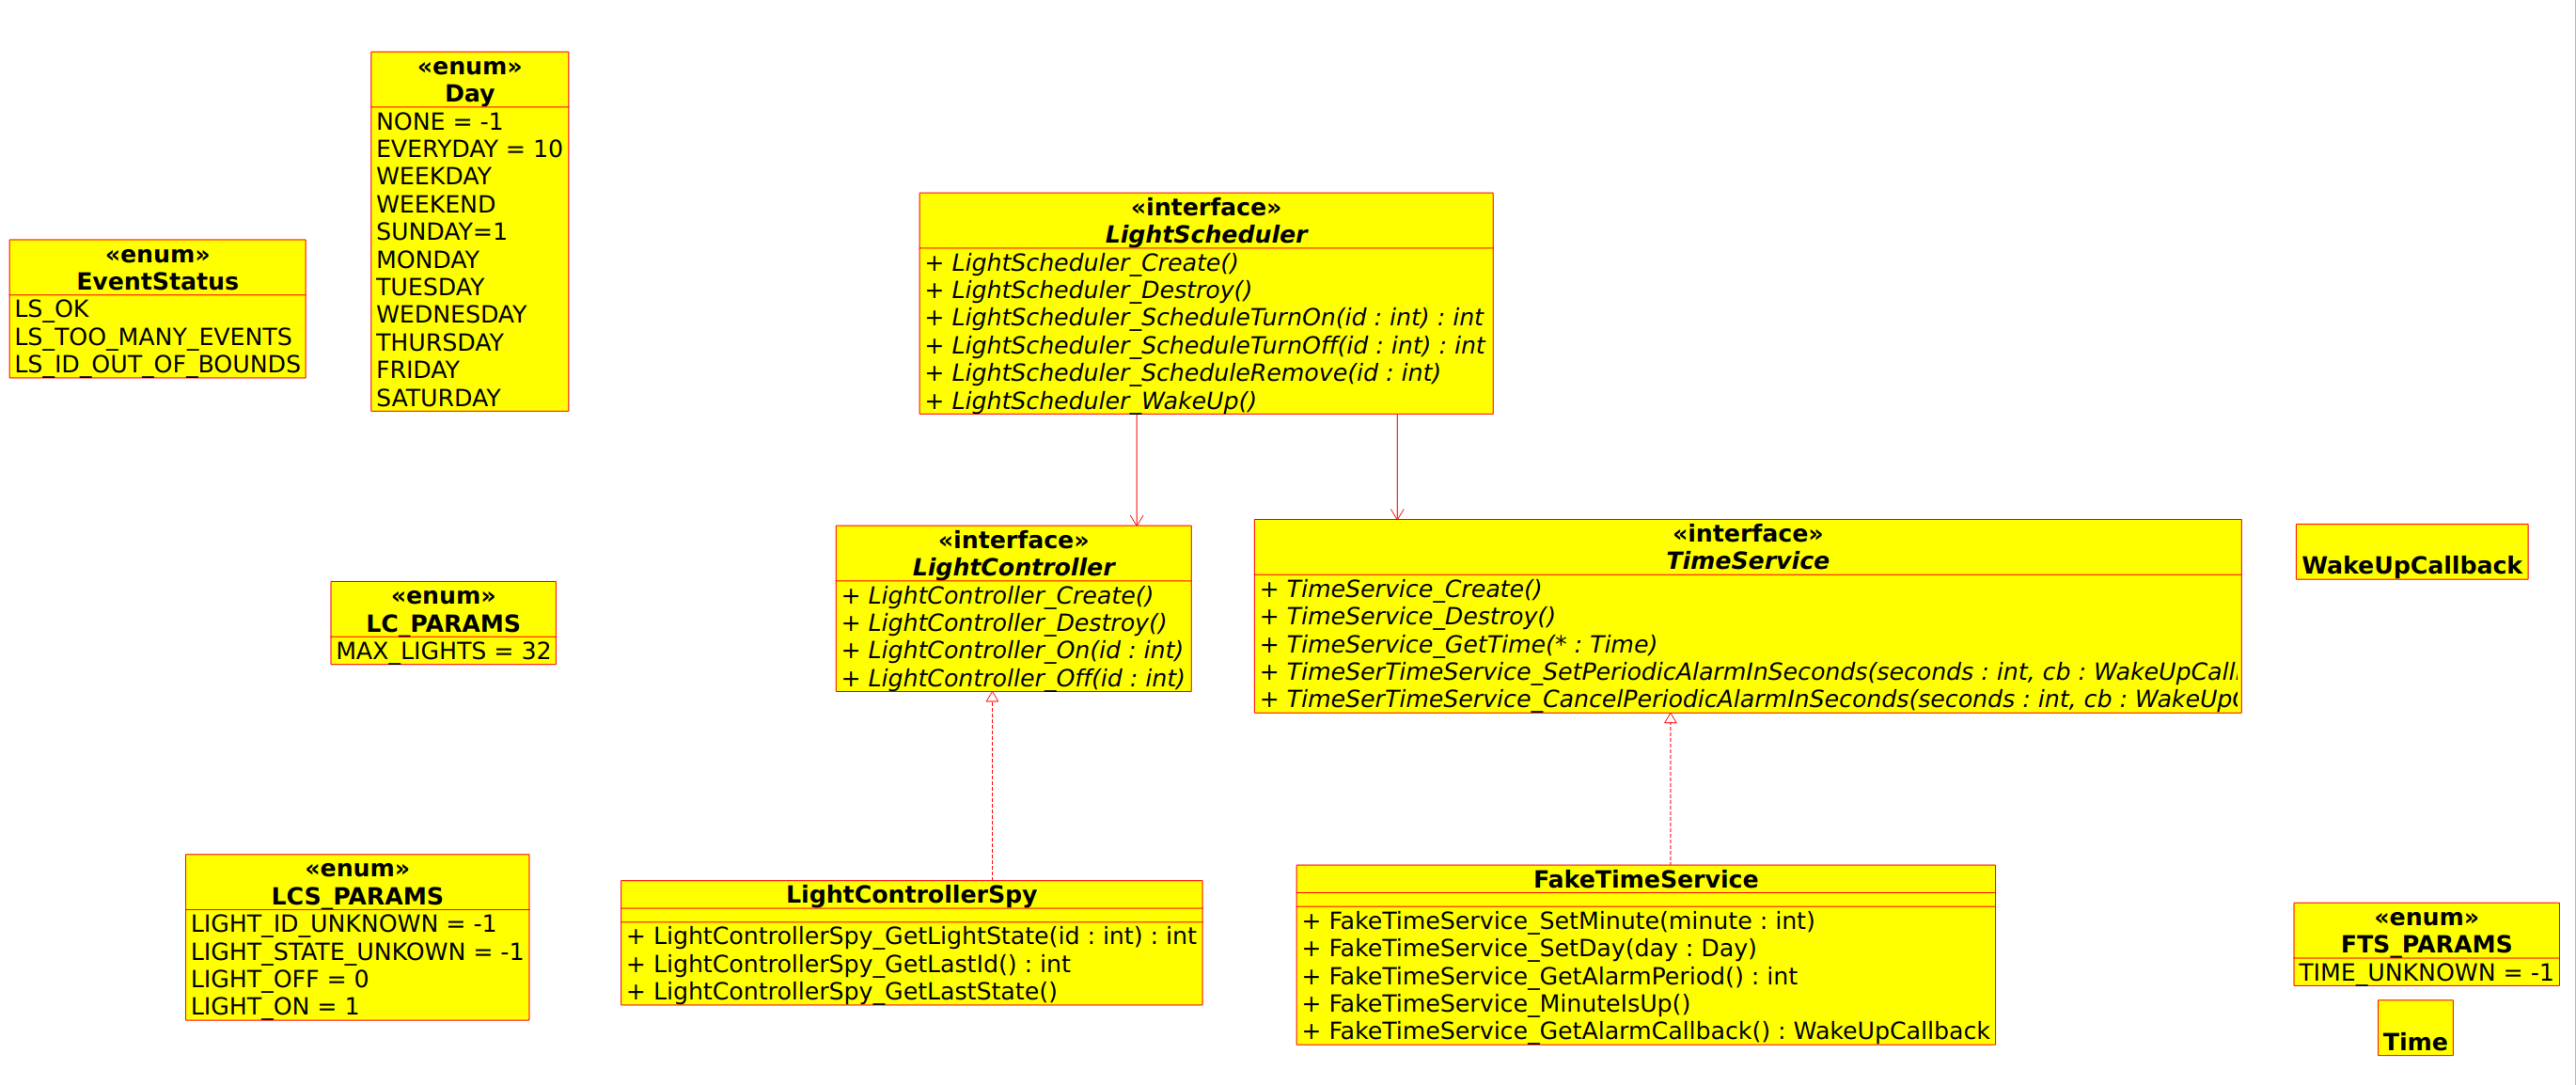 «enum»
Day
NONE = -1
EVERYDAY = 10
WEEKDAY
WEEKEND
SUNDAY=1
MONDAY
TUESDAY
WEDNESDAY
THURSDAY
FRIDAY
SATURDAY
«enum»
EventStatus
LS_OK
LS_TOO_MANY_EVENTS
LS_ID_OUT_OF_BOUNDS
«interface»
LightScheduler
+ LightScheduler_Create()
+ LightScheduler_Destroy()
+ LightScheduler_ScheduleTurnOn(id : int) : int
+ LightScheduler_ScheduleTurnOff(id : int) : int
+ LightScheduler_ScheduleRemove(id : int)
+ LightScheduler_WakeUp()
«enum»
LC_PARAMS
MAX_LIGHTS = 32
«interface»
LightController
+ LightController_Create()
+ LightController_Destroy()
+ LightController_On(id : int)
+ LightController_Off(id : int)
«interface»
TimeService
+ TimeService_Create()
+ TimeService_Destroy()
+ TimeService_GetTime(* : Time)
+ TimeSerTimeService_SetPeriodicAlarmInSeconds(seconds : int, cb : WakeUpCall
+ TimeSerTimeService_CancelPeriodicAlarmInSeconds(seconds : int, cb : WakeUp
WakeUpCallback
«enum»
LCS_PARAMS
LIGHT_ID_UNKNOWN = -1
LIGHT_STATE_UNKOWN = -1
LIGHT_OFF = 0
LIGHT_ON = 1
LightControllerSpy
+ LightControllerSpy_GetLightState(id : int) : int
+ LightControllerSpy_GetLastId() : int
+ LightControllerSpy_GetLastState()
FakeTimeService
+ FakeTimeService_SetMinute(minute : int)
+ FakeTimeService_SetDay(day : Day)
+ FakeTimeService_GetAlarmPeriod() : int
+ FakeTimeService_MinuteIsUp()
+ FakeTimeService_GetAlarmCallback() : WakeUpCallback
«enum»
FTS_PARAMS
TIME_UNKNOWN = -1
Time